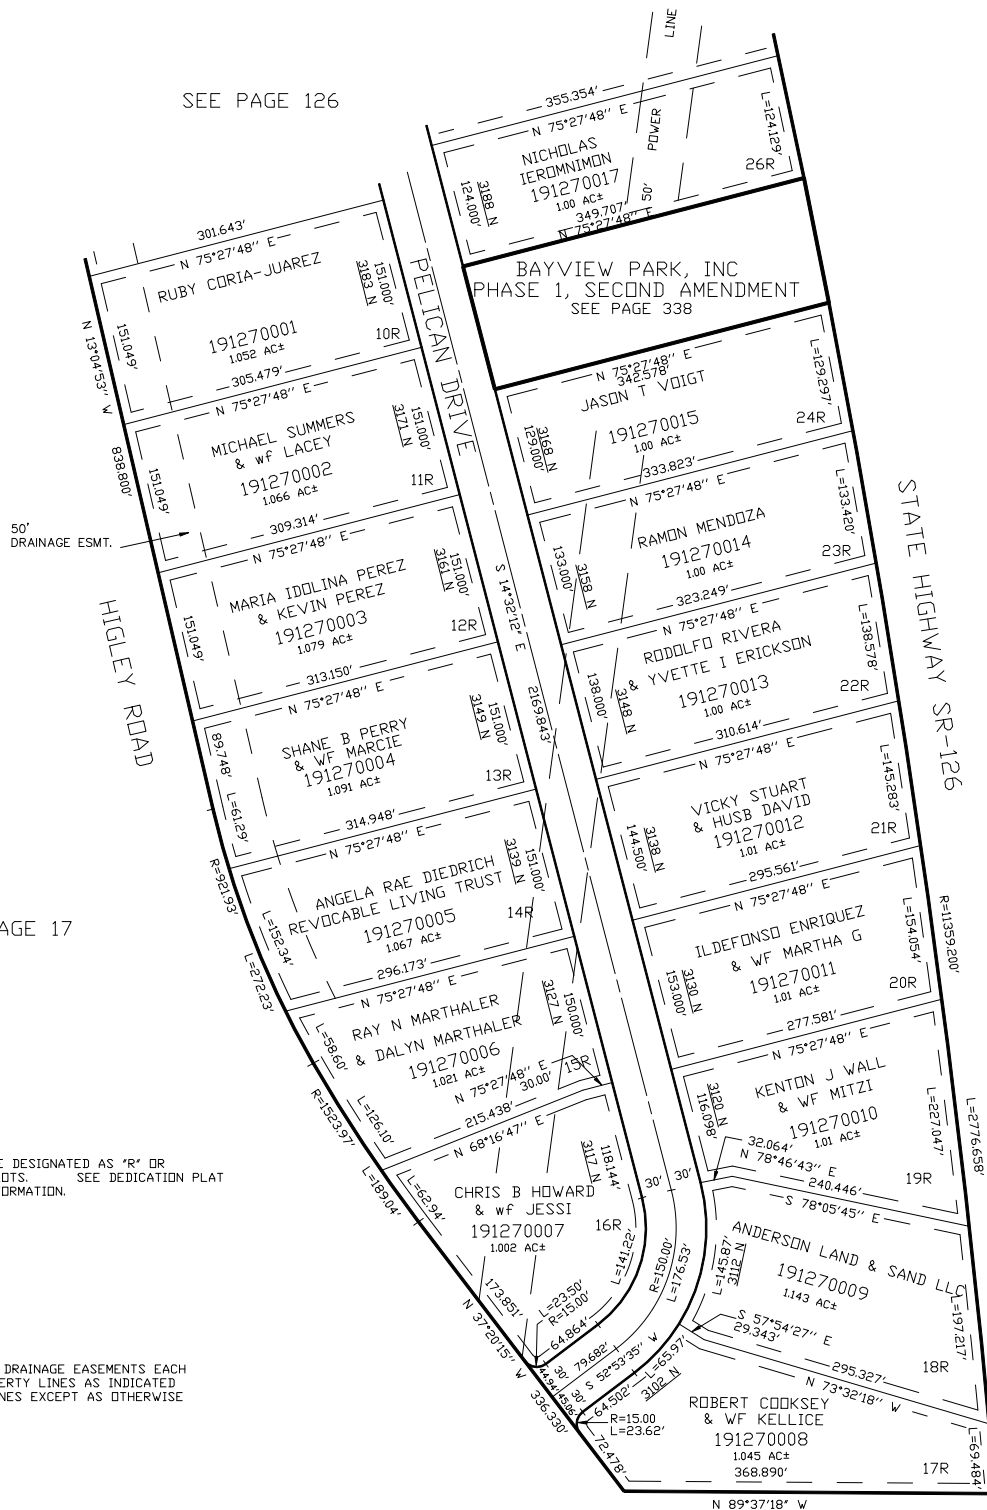 SEE PAGE 126
LINE
POWER
355.354'
N 75°27'48" E
NICHOLAS
IEROMNIMON
191270017
1.00 AC±
349.707'
N 75°27'48" E
50'
3188 N
124.000'
L=124.129'
26R
BAYVIEW PARK, INC
PHASE 1, SECOND AMENDMENT
SEE PAGE 338
301.643'
N 75°27'48" E
RUBY CORIA-JUAREZ
191270001
1.052 AC±
305.479'
N 75°27'48" E
151.049'
151.000'
3183 N
10R
N 13°04'53" W
838.800'
PELICAN DRIVE
MICHAEL SUMMERS
& wf LACEY
191270002
1.066 AC±
309.314'
N 75°27'48" E
151.049'
151.000'
3171 N
11R
50'
DRAINAGE ESMT.
MARIA IDOLINA PEREZ
& KEVIN PEREZ
191270003
1.079 AC±
313.150'
N 75°27'48" E
151.049'
151.000'
3161 N
12R
HIGLEY ROAD
SHANE B PERRY
& WF MARCIE
191270004
1.091 AC±
314.948'
N 75°27'48" E
89.748'
L=61.29'
151.000'
3149 N
13R
R=921.93'
L=272.23'
ANGELA RAE DIEDRICH
REVOCABLE LIVING TRUST
191270005
1.067 AC±
296.173'
N 75°27'48" E
L=152.34'
151.000'
3139 N
14R
AGE 17
RAY N MARTHALER
& DALYN MARTHALER
191270006
1.021 AC±
N 75°27'48" E
30.00'
215.438'
N 68°16'47" E
L=58.60'
L=126.10'
150.000'
3127 N
15R
R=1523.97'
L=189.04'
CHRIS B HOWARD
& wf JESSI
191270007
1.002 AC±
16R
L=62.94'
173.851'
118.144'
3117 N
L=141.22'
L=23.50'
R=15.00'
64.864'
N 37°20'15" W
336.330'
S 14°32'12" E
2169.843'
30'
30'
R=150.00'
L=176.53'
79.682'
S 52°53'35" W
30'
30'
44.94'
45.06'
N 75°27'48" E
342.578'
JASON T VOIGT
191270015
1.00 AC±
333.823'
N 75°27'48" E
3168 N
129.000'
L=129.297'
24R
RAMON MENDOZA
191270014
1.00 AC±
323.249'
N 75°27'48" E
133.000'
3158 N
L=133.420'
23R
STATE HIGHWAY SR-126
RODOLFO RIVERA
& YVETTE I ERICKSON
191270013
1.00 AC±
310.614'
N 75°27'48" E
138.000'
3148 N
L=138.578'
22R
VICKY STUART
& HUSB DAVID
191270012
1.01 AC±
295.561'
N 75°27'48" E
144.500'
3138 N
L=145.283'
21R
R=11359.200'
L=2776.658'
ILDEFONSO ENRIQUEZ
& WF MARTHA G
191270011
1.01 AC±
277.581'
N 75°27'48" E
3130 N
153.000'
L=154.054'
20R
KENTON J WALL
& WF MITZI
191270010
1.01 AC±
3120 N
116.098'
32.064'
N 78°46'43" E
240.446'
S 78°05'45" E
L=227.047'
19R
ANDERSON LAND & SAND LLC
191270009
1.143 AC±
L=145.87'
3112 N
S 57°54'27" E
29.343'
295.327'
N 73°32'18" W
L=197.217'
18R
ROBERT COOKSEY
& WF KELLICE
191270008
1.045 AC±
368.890'
N 89°37'18" W
L=65.97'
64.502'
3102 N
R=15.00
L=23.62'
72.478'
L=69.484'
17R
E DESIGNATED AS "R" OR
OTS. SEE DEDICATION PLAT
ORMATION.
DRAINAGE EASEMENTS EACH
ERTY LINES AS INDICATED
NES EXCEPT AS OTHERWISE